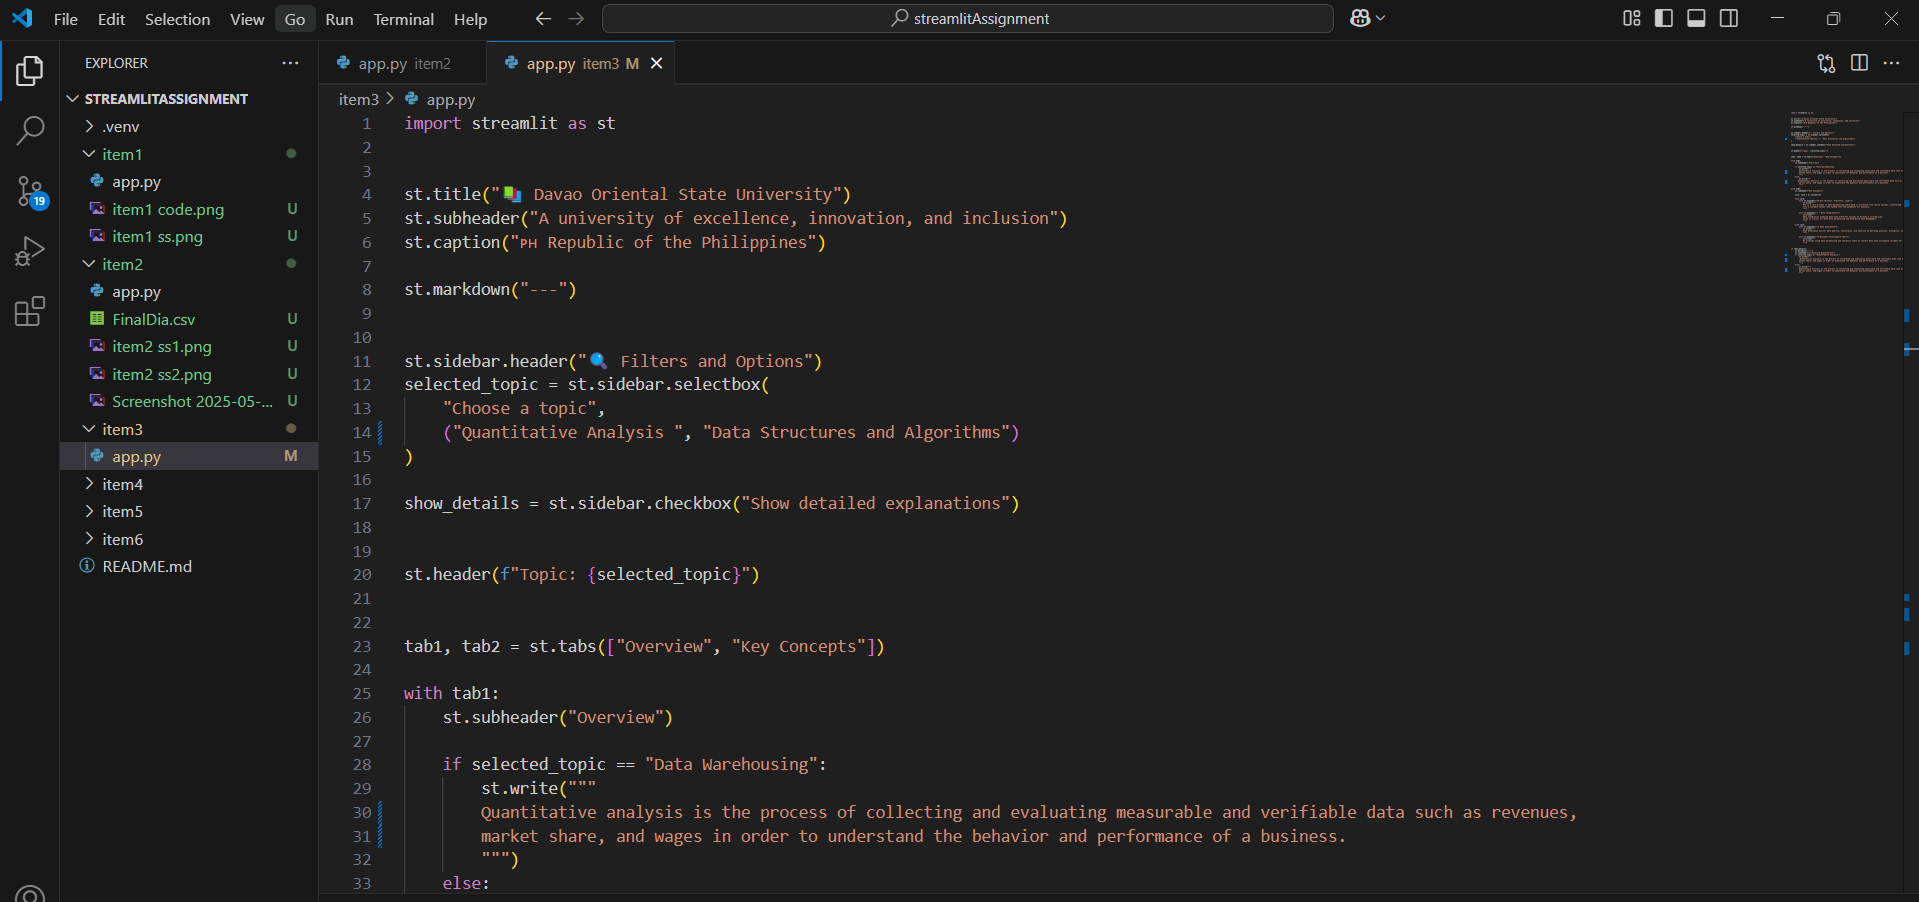 File Edit Selection View Go Run Terminal Help
streamlitAssignment
EXPLORER
STREAMLITASSIGNMENT
.venv
item1
app.py
item1 code.png U
item1 ss.png U
item2
app.py
FinalDia.csv U
item2 ss1.png U
item2 ss2.png U
Screenshot 2025-05-... U
item3
app.py M
item4
item5
item6
README.md
19
app.py item2
app.py item3 M
item3 > app.py
1 import streamlit as st
2
3
4 st.title("📚 Davao Oriental State University")
5 st.subheader("A university of excellence, innovation, and inclusion")
6 st.caption("🇵🇭 Republic of the Philippines")
7
8 st.markdown("---")
9
10
11 st.sidebar.header("🔍 Filters and Options")
12 selected_topic = st.sidebar.selectbox(
13     "Choose a topic",
14     ("Quantitative Analysis ", "Data Structures and Algorithms")
15 )
16
17 show_details = st.sidebar.checkbox("Show detailed explanations")
18
19
20 st.header(f"Topic: {selected_topic}")
21
22
23 tab1, tab2 = st.tabs(["Overview", "Key Concepts"])
24
25 with tab1:
26     st.subheader("Overview")
27
28     if selected_topic == "Data Warehousing":
29         st.write("""
30         Quantitative analysis is the process of collecting and evaluating measurable and verifiable data such as revenues,
31         market share, and wages in order to understand the behavior and performance of a business.
32         """)
33     else: